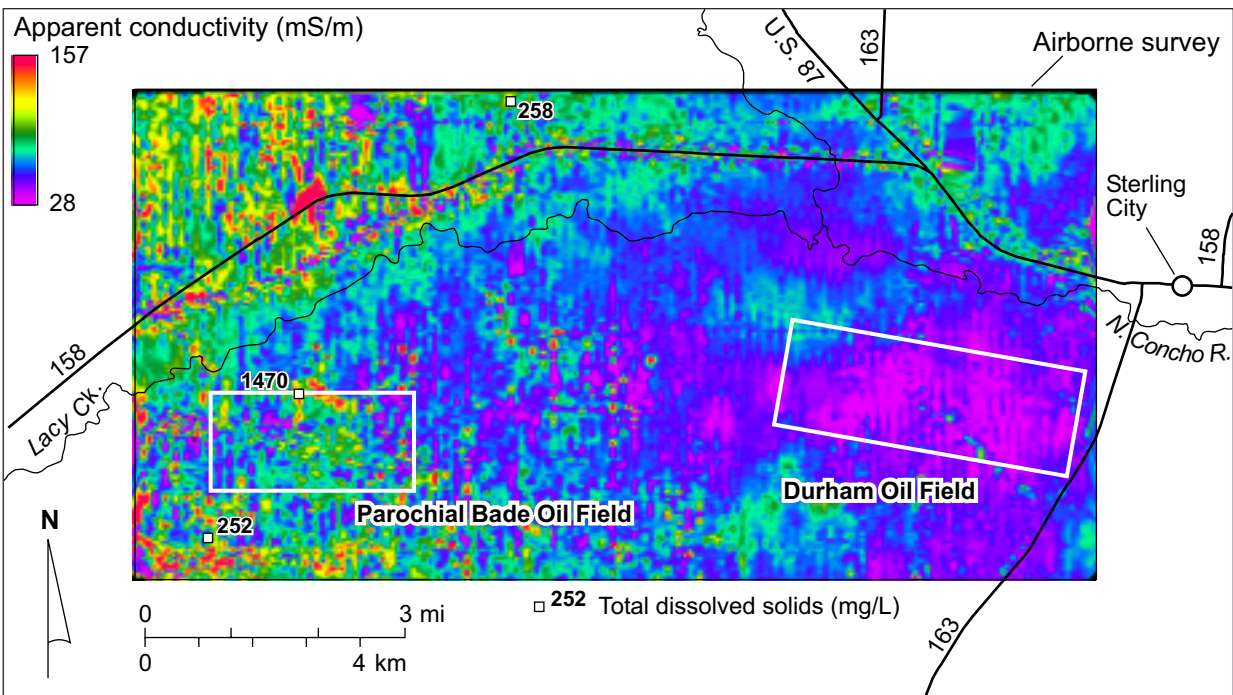 Apparent conductivity (mS/m)
157
28
U.S. 87
163
Airborne survey
258
Sterling
City
158
N. Concho R.
158
Lacy Ck.
1470
Parochial Bade Oil Field
Durham Oil Field
252
N
252 Total dissolved solids (mg/L)
0 3 mi
0 4 km
163